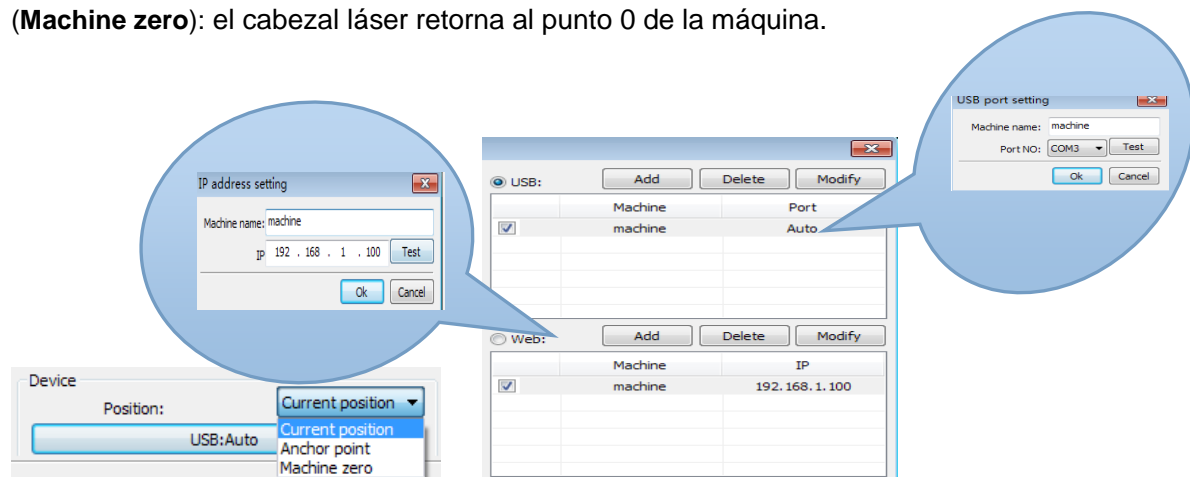 (Machine zero): el cabezal láser retorna al punto 0 de la máquina.
USB port setting
Machine name: machine
Port NO: COM3 Test
Ok Cancel
IP address setting
Machine name: machine
IP 192 . 168 . 1 . 100 Test
Ok Cancel
USB: Add Delete Modify
Machine Port
machine Auto
Web: Add Delete Modify
Machine IP
machine 192.168.1.100
Device
Position: Current position
USB:Auto
Current position
Anchor point
Machine zero